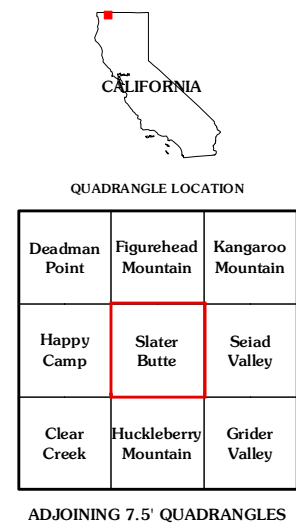 CALIFORNIA
QUADRANGLE LOCATION
Deadman
Point
Figurehead
Mountain
Kangaroo
Mountain
Happy
Camp
Slater
Butte
Seiad
Valley
Clear
Creek
Huckleberry
Mountain
Grider
Valley
ADJOINING 7.5' QUADRANGLES